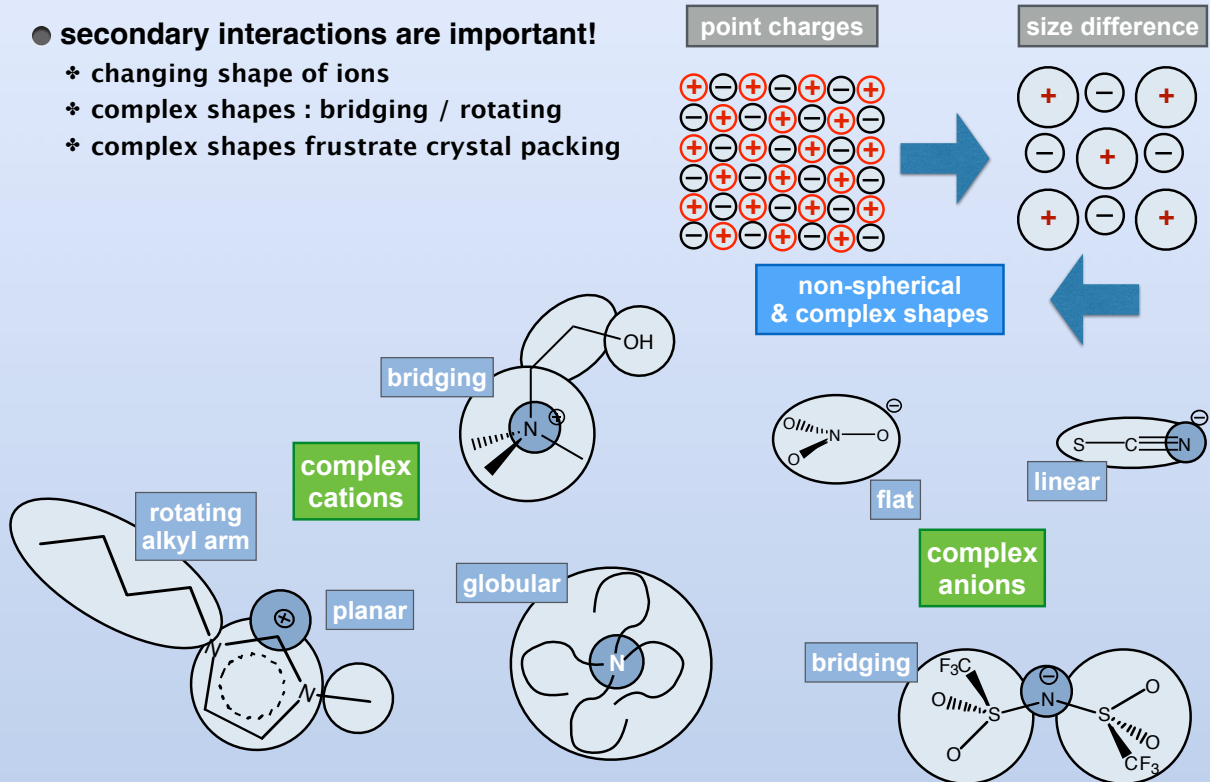 secondary interactions are important!
changing shape of ions
complex shapes : bridging / rotating
complex shapes frustrate crystal packing
point charges
size difference
+ − + − + − +
− + − + − + −
+ − + − + − +
− + − + − + −
+ − + − + − +
− + − + − + −
+ − +
− + −
+ − +
non-spherical
& complex shapes
bridging
OH
N
+
complex
cations
rotating
alkyl arm
planar
N
+
N
globular
N
O
N
O
O
−
flat
S
C
N
−
linear
complex
anions
bridging
F3C
O
S
O
−
N
S
O
O
CF3